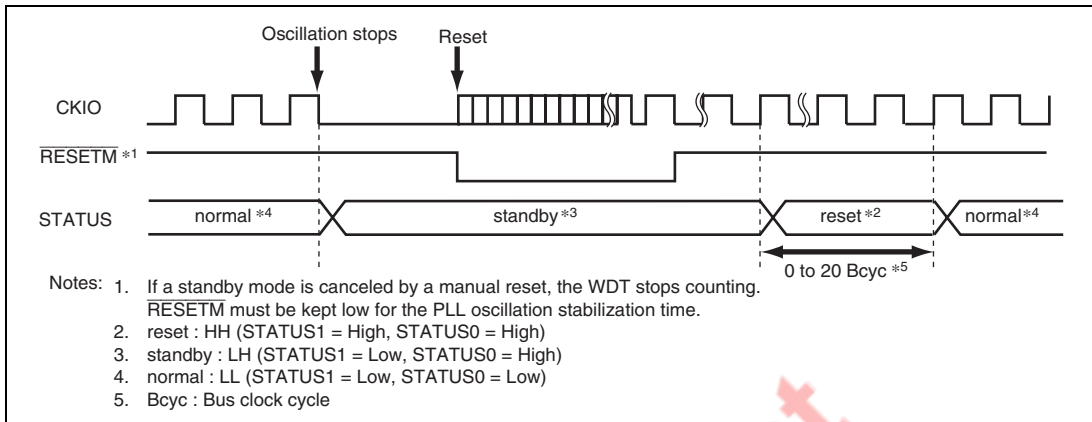 Oscillation stops Reset
CKIO
RESETM *1
STATUS normal *4 standby *3 reset *2 normal *4
0 to 20 Bcyc *5
Notes: 1. If a standby mode is canceled by a manual reset, the WDT stops counting.
RESETM must be kept low for the PLL oscillation stabilization time.
2. reset : HH (STATUS1 = High, STATUS0 = High)
3. standby : LH (STATUS1 = Low, STATUS0 = High)
4. normal : LL (STATUS1 = Low, STATUS0 = Low)
5. Bcyc : Bus clock cycle